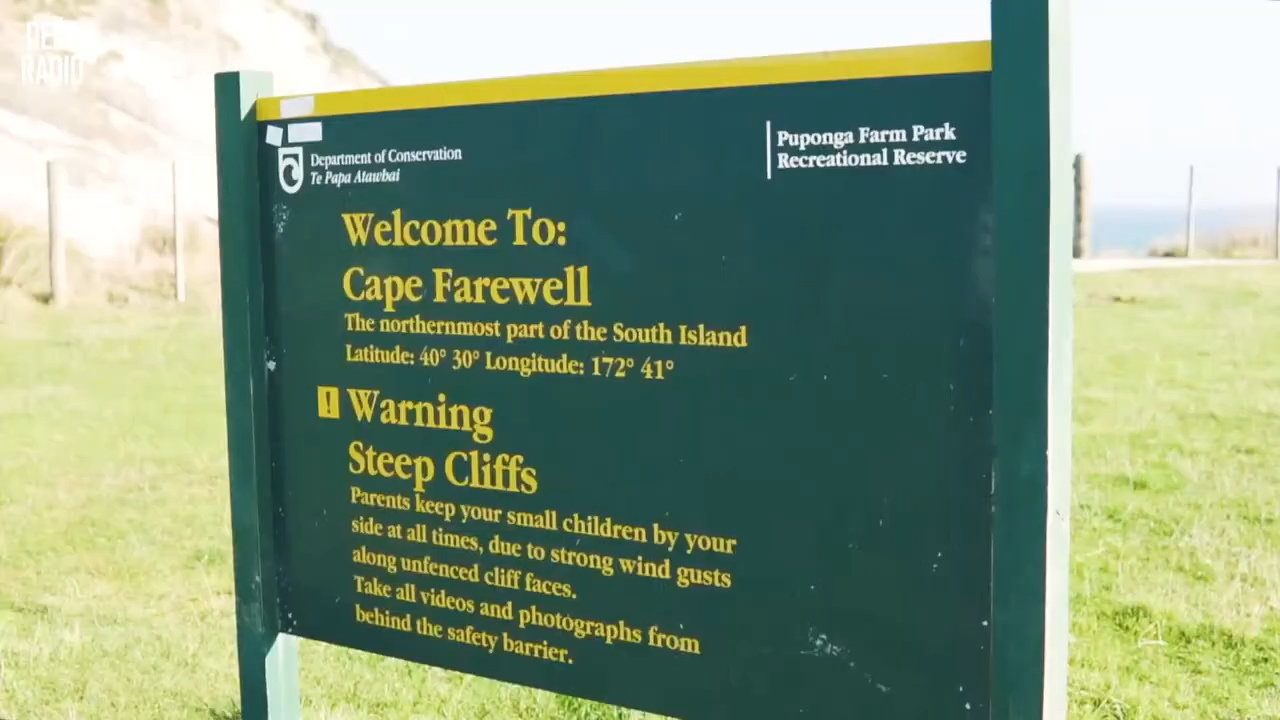 RADIO
Department of Conservation
Te Papa Atawbai
Puponga Farm Park
Recreational Reserve
Welcome To:
Cape Farewell
The northernmost part of the South Island
Latitude: 40° 30° Longitude: 172° 41°
! Warning
Steep Cliffs
Parents keep your small children by your
side at all times, due to strong wind gusts
along unfenced cliff faces.
Take all videos and photographs from
behind the safety barrier.